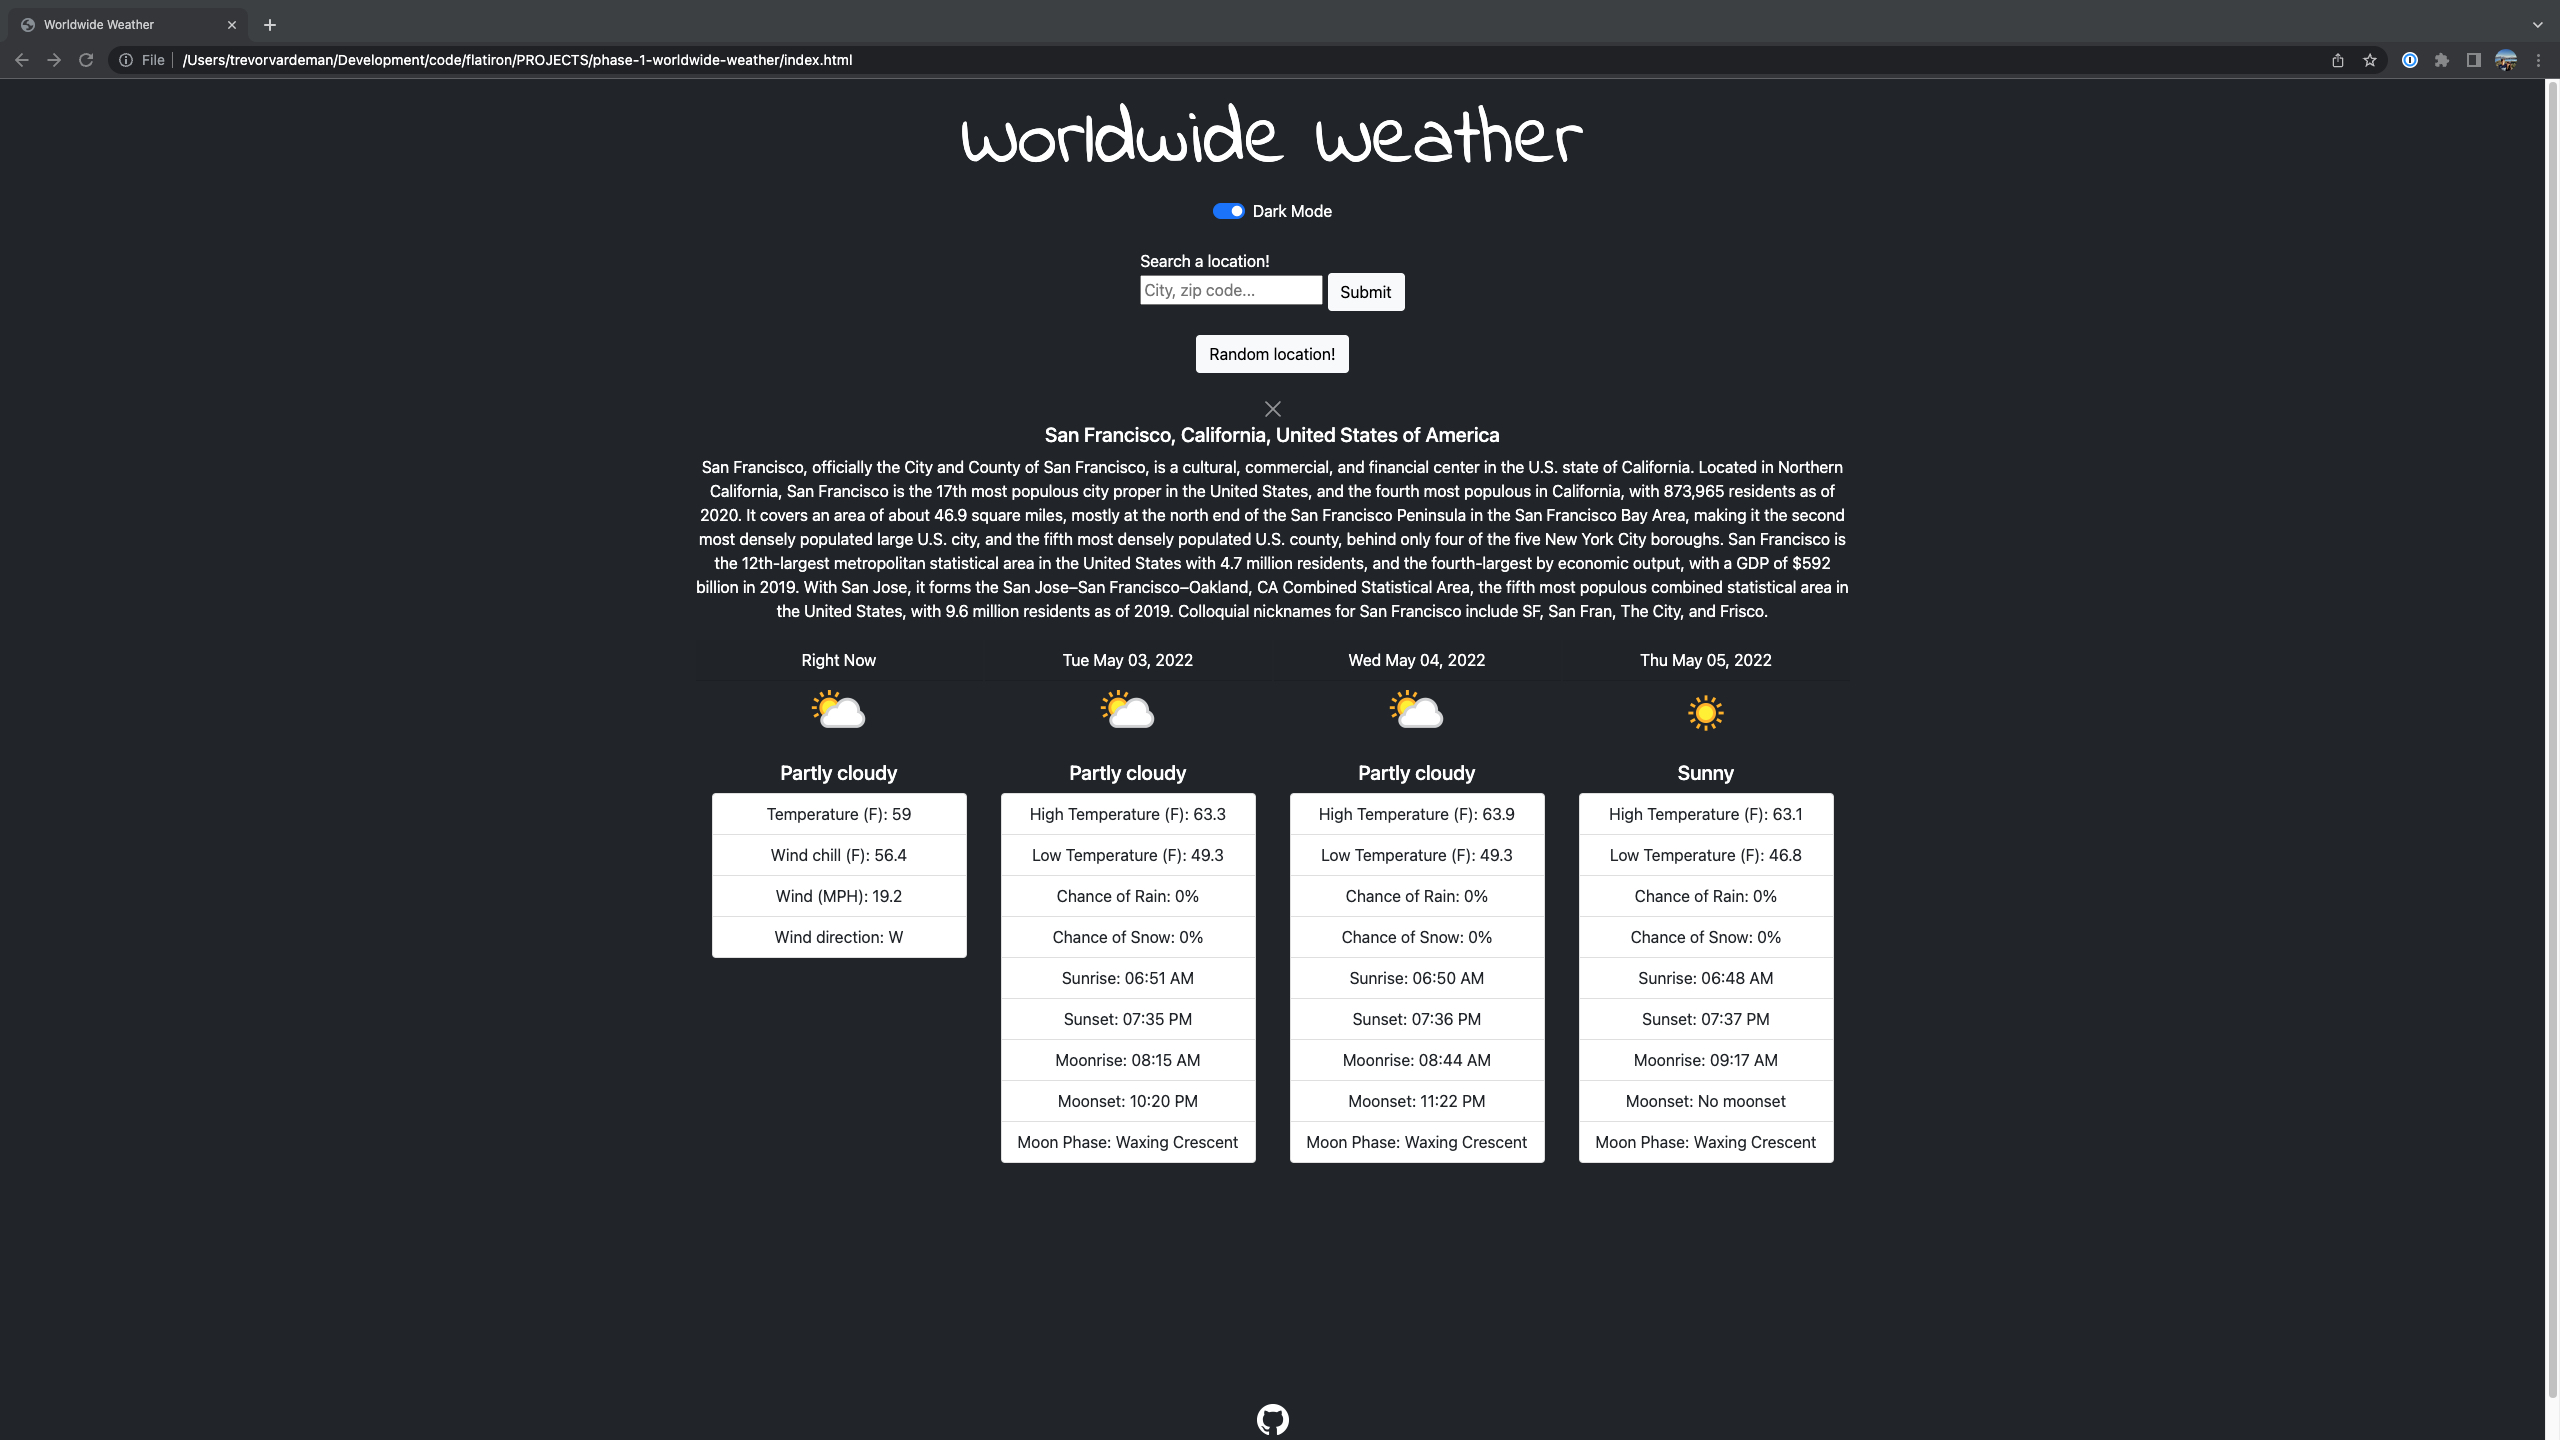 Worldwide Weather
File
/Users/trevorvardeman/Development/code/flatiron/PROJECTS/phase-1-worldwide-weather/index.html
worldwide weather
Dark Mode
Search a location!
City, zip code...
Submit
Random location!
San Francisco, California, United States of America
San Francisco, officially the City and County of San Francisco, is a cultural, commercial, and financial center in the U.S. state of California. Located in Northern
California, San Francisco is the 17th most populous city proper in the United States, and the fourth most populous in California, with 873,965 residents as of
2020. It covers an area of about 46.9 square miles, mostly at the north end of the San Francisco Peninsula in the San Francisco Bay Area, making it the second
most densely populated large U.S. city, and the fifth most densely populated U.S. county, behind only four of the five New York City boroughs. San Francisco is
the 12th-largest metropolitan statistical area in the United States with 4.7 million residents, and the fourth-largest by economic output, with a GDP of $592
billion in 2019. With San Jose, it forms the San Jose–San Francisco–Oakland, CA Combined Statistical Area, the fifth most populous combined statistical area in
the United States, with 9.6 million residents as of 2019. Colloquial nicknames for San Francisco include SF, San Fran, The City, and Frisco.
Right Now
Partly cloudy
Temperature (F): 59
Wind chill (F): 56.4
Wind (MPH): 19.2
Wind direction: W
Tue May 03, 2022
Partly cloudy
High Temperature (F): 63.3
Low Temperature (F): 49.3
Chance of Rain: 0%
Chance of Snow: 0%
Sunrise: 06:51 AM
Sunset: 07:35 PM
Moonrise: 08:15 AM
Moonset: 10:20 PM
Moon Phase: Waxing Crescent
Wed May 04, 2022
Partly cloudy
High Temperature (F): 63.9
Low Temperature (F): 49.3
Chance of Rain: 0%
Chance of Snow: 0%
Sunrise: 06:50 AM
Sunset: 07:36 PM
Moonrise: 08:44 AM
Moonset: 11:22 PM
Moon Phase: Waxing Crescent
Thu May 05, 2022
Sunny
High Temperature (F): 63.1
Low Temperature (F): 46.8
Chance of Rain: 0%
Chance of Snow: 0%
Sunrise: 06:48 AM
Sunset: 07:37 PM
Moonrise: 09:17 AM
Moonset: No moonset
Moon Phase: Waxing Crescent